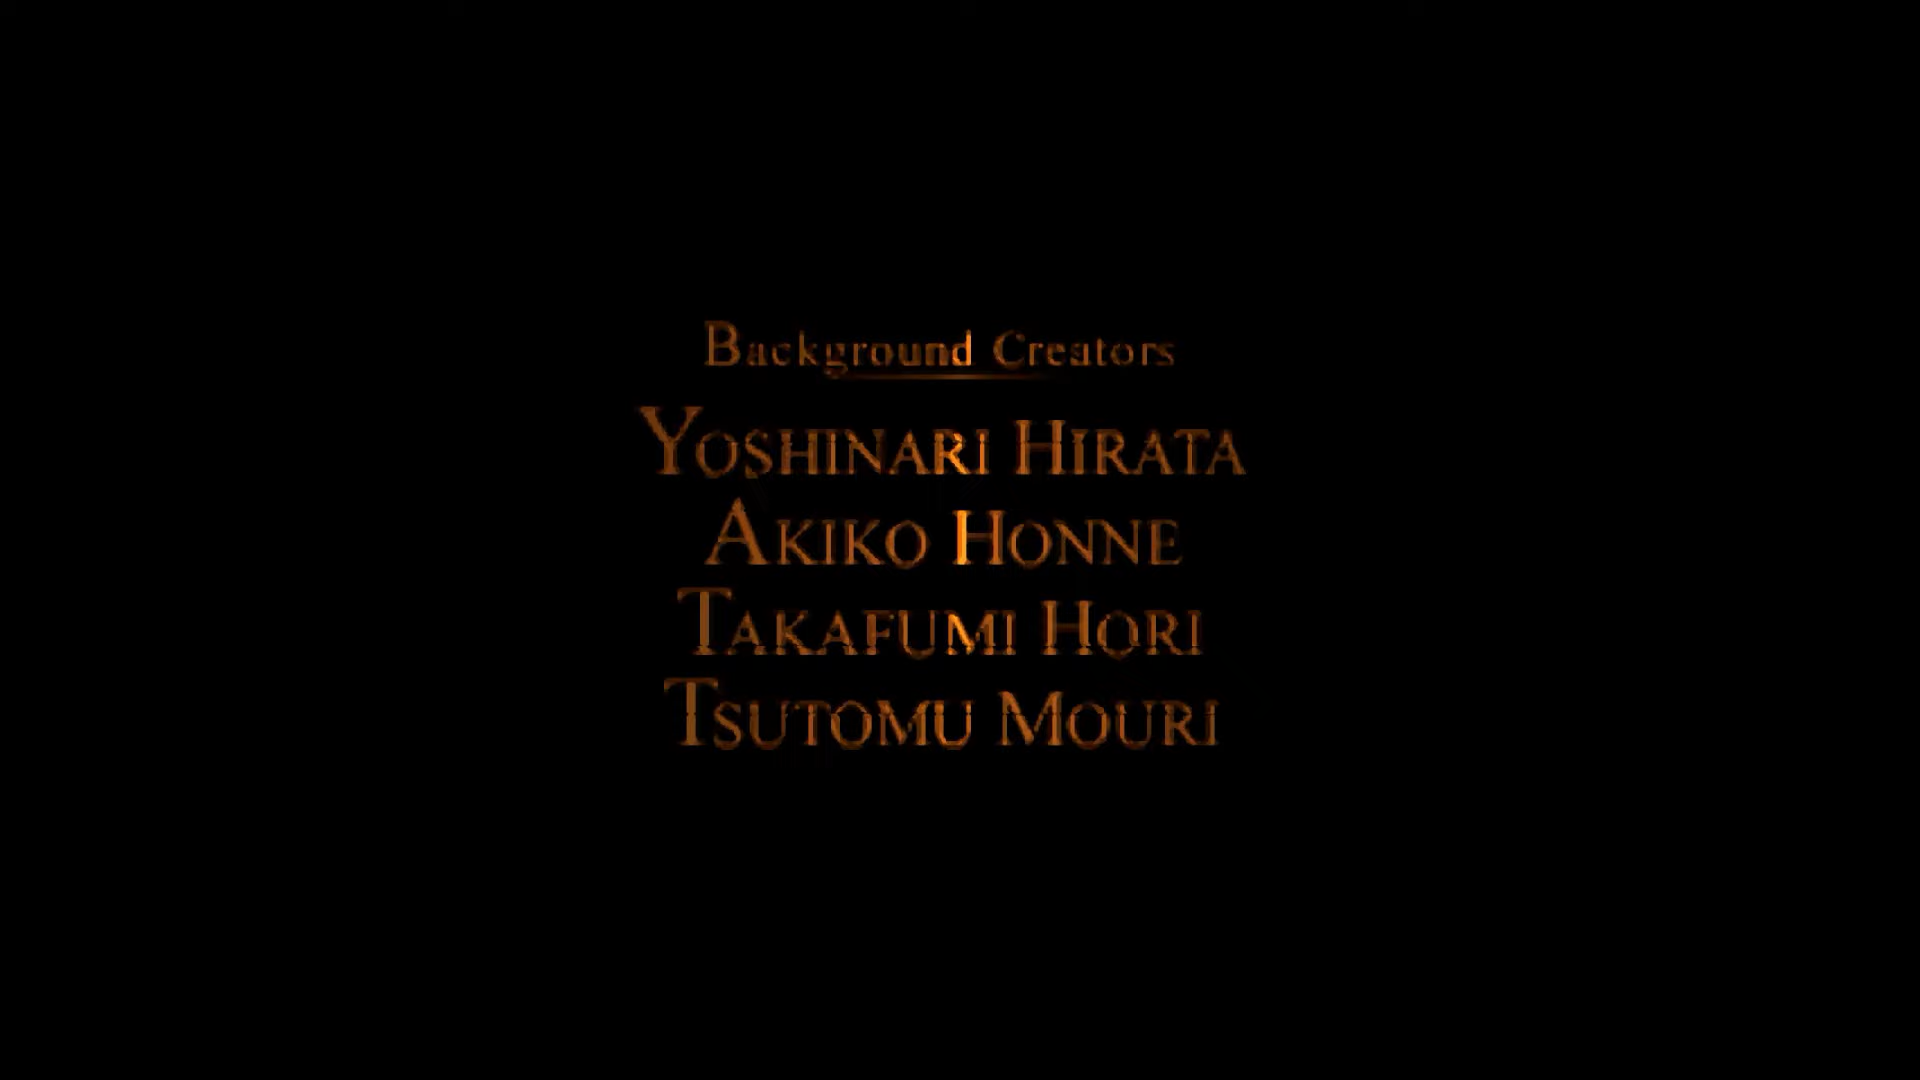 Background Creators
Yoshinari Hirata
Akiko Honne
Takafumi Hori
Tsutomu Mouri